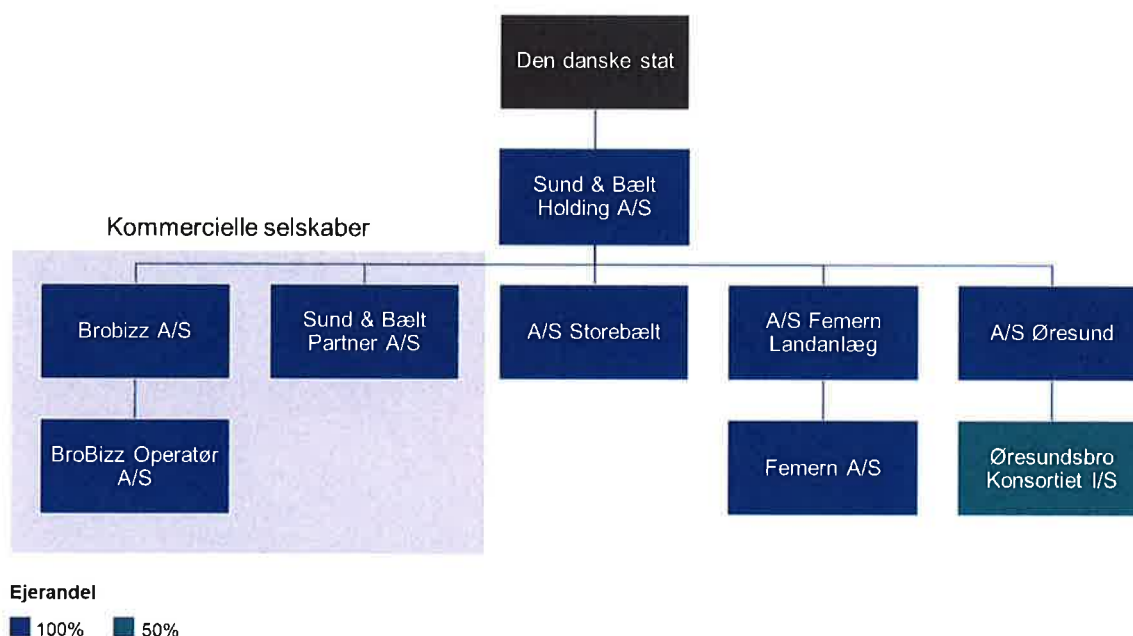 Den danske stat
Sund & Bælt
Holding A/S
Kommercielle selskaber
Brobizz A/S
Sund & Bælt
Partner A/S
A/S Storebælt
A/S Femern
Landanlæg
A/S Øresund
BroBizz Operatør
A/S
Femern A/S
Øresundsbro
Konsortiet I/S
Ejerandel
100%
50%